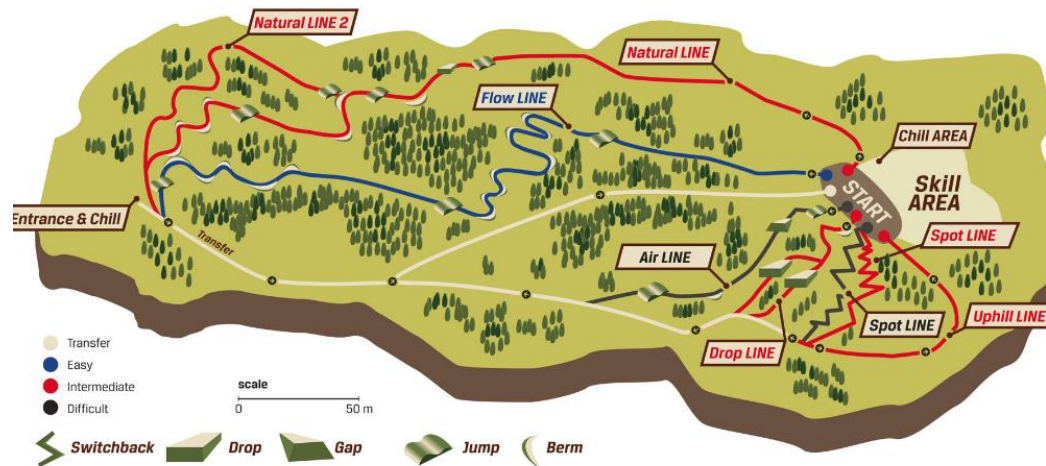 Natural LINE 2
Natural LINE
Flow LINE
Chill AREA
START
Skill
AREA
Entrance & Chill
Transfer
Spot LINE
Air LINE
Spot LINE
Uphill LINE
Drop LINE
Transfer
Easy
Intermediate
Difficult
scale
0 50 m
Switchback Drop Gap Jump Berm